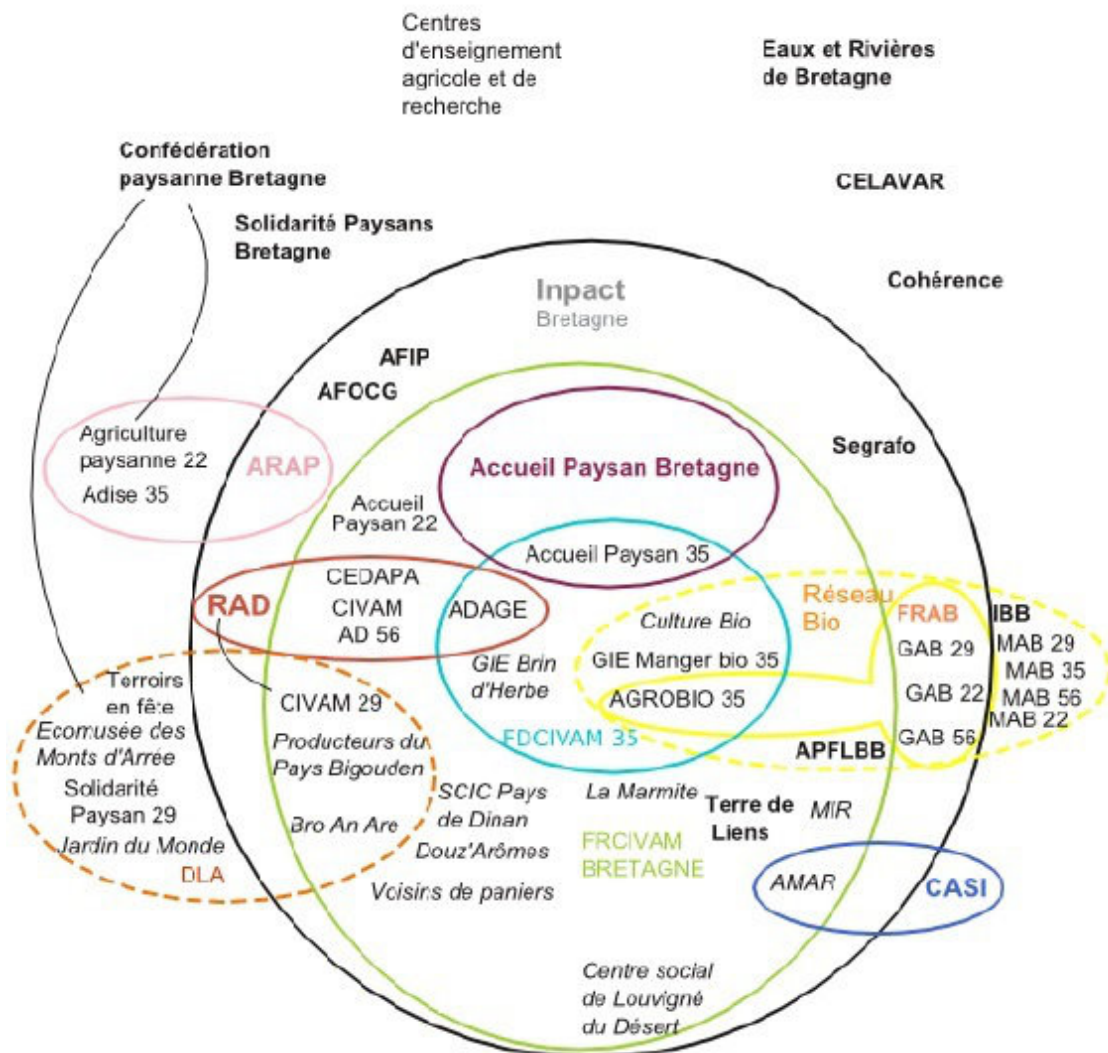 Centres
d'enseignement
agricole et de
recherche
Eaux et Rivières
de Bretagne
Confédération
paysanne Bretagne
CELAVAR
Solidarité Paysans
Bretagne
Cohérence
Inpact
Bretagne
AFIP
AFOCG
Agriculture
paysanne 22
Adise 35
ARAP
Accueil Paysan Bretagne
Segrafo
Accueil
Paysan 22
Accueil Paysan 35
RAD
CEDAPA
CIVAM
AD 56
ADAGE
Réseau
Bio
FRAB
IBB
Culture Bio
GAB 29
MAB 29
GIE Manger bio 35
MAB 35
GIE Brin
d'Herbe
AGROBIO 35
GAB 22
MAB 56
MAB 22
Terroirs
en fête
CIVAM 29
FDCIVAM 35
APFLBB
GAB 56
Ecomusée des
Monts d'Arrée
Producteurs du
Pays Bigouden
Solidarité
Paysan 29
SCIC Pays
de Dinan
La Marmite
Terre de
Liens
MIR
Bro An Are
Jardin du Monde
DLA
Douz'Arômes
FRCIVAM
BRETAGNE
Voisins de paniers
AMAR
CASI
Centre social
de Louvigné
du Désert